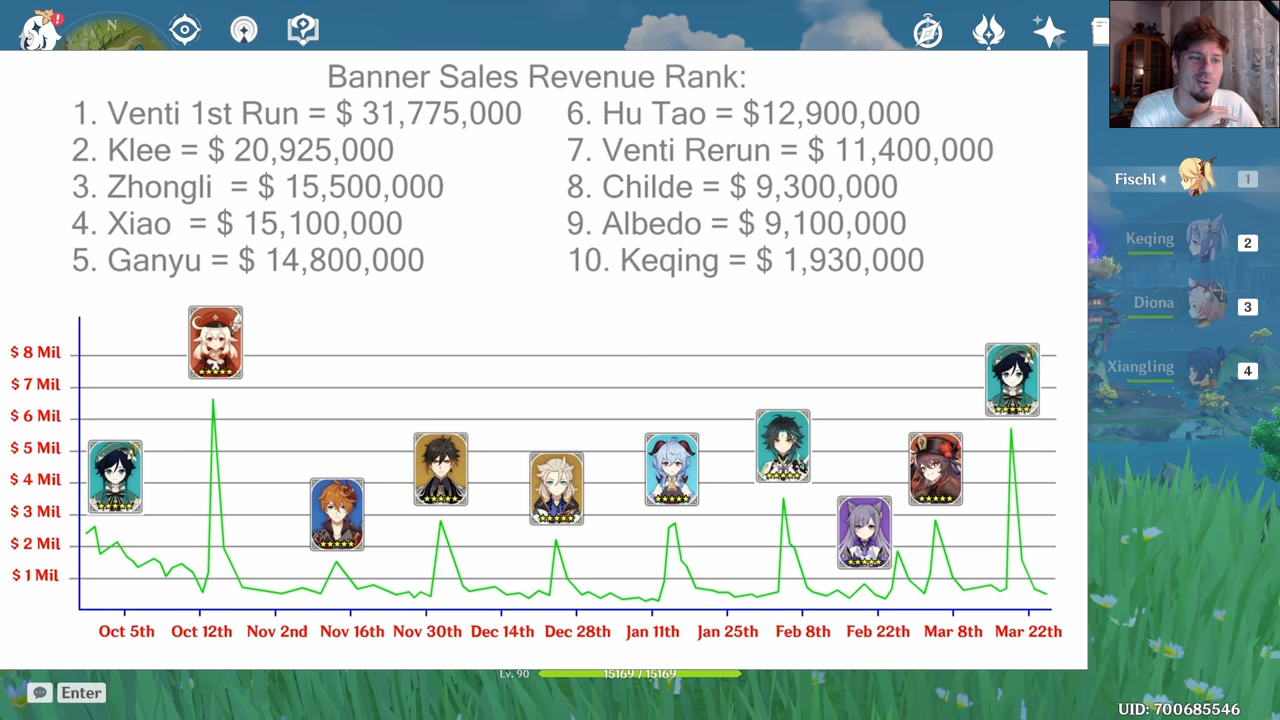 N
Banner Sales Revenue Rank:
1. Venti 1st Run = $ 31,775,000
2. Klee = $ 20,925,000
3. Zhongli = $ 15,500,000
4. Xiao = $ 15,100,000
5. Ganyu = $ 14,800,000
6. Hu Tao = $12,900,000
7. Venti Rerun = $ 11,400,000
8. Childe = $ 9,300,000
9. Albedo = $ 9,100,000
10. Keqing = $ 1,930,000
Fischl 1
Keqing 2
Diona 3
Xiangling 4
$ 8 Mil
$ 7 Mil
$ 6 Mil
$ 5 Mil
$ 4 Mil
$ 3 Mil
$ 2 Mil
$ 1 Mil
Oct 5th Oct 12th Nov 2nd Nov 16th Nov 30th Dec 14th Dec 28th Jan 11th Jan 25th Feb 8th Feb 22th Mar 8th Mar 22th
Lv. 90 15169 / 15169
Enter
UID: 700685546